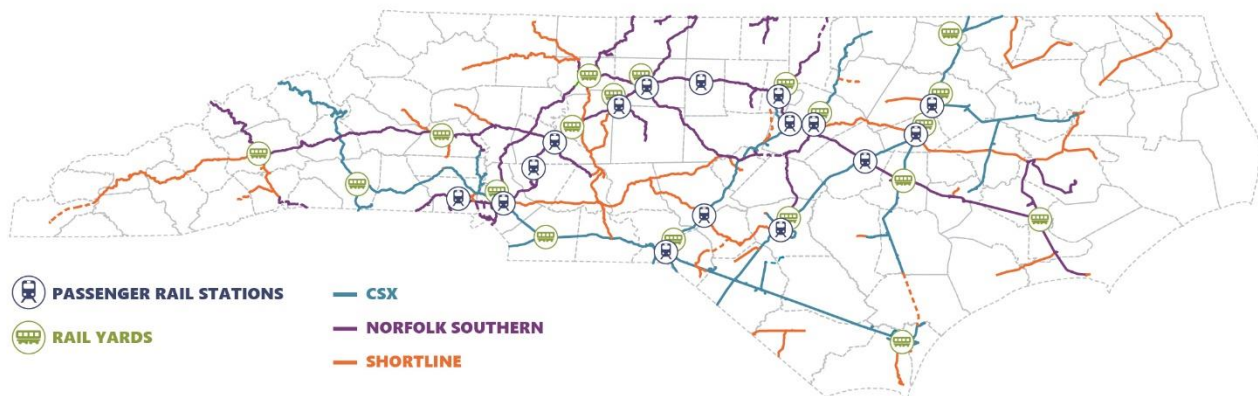 PASSENGER RAIL STATIONS
RAIL YARDS
CSX
NORFOLK SOUTHERN
SHORTLINE